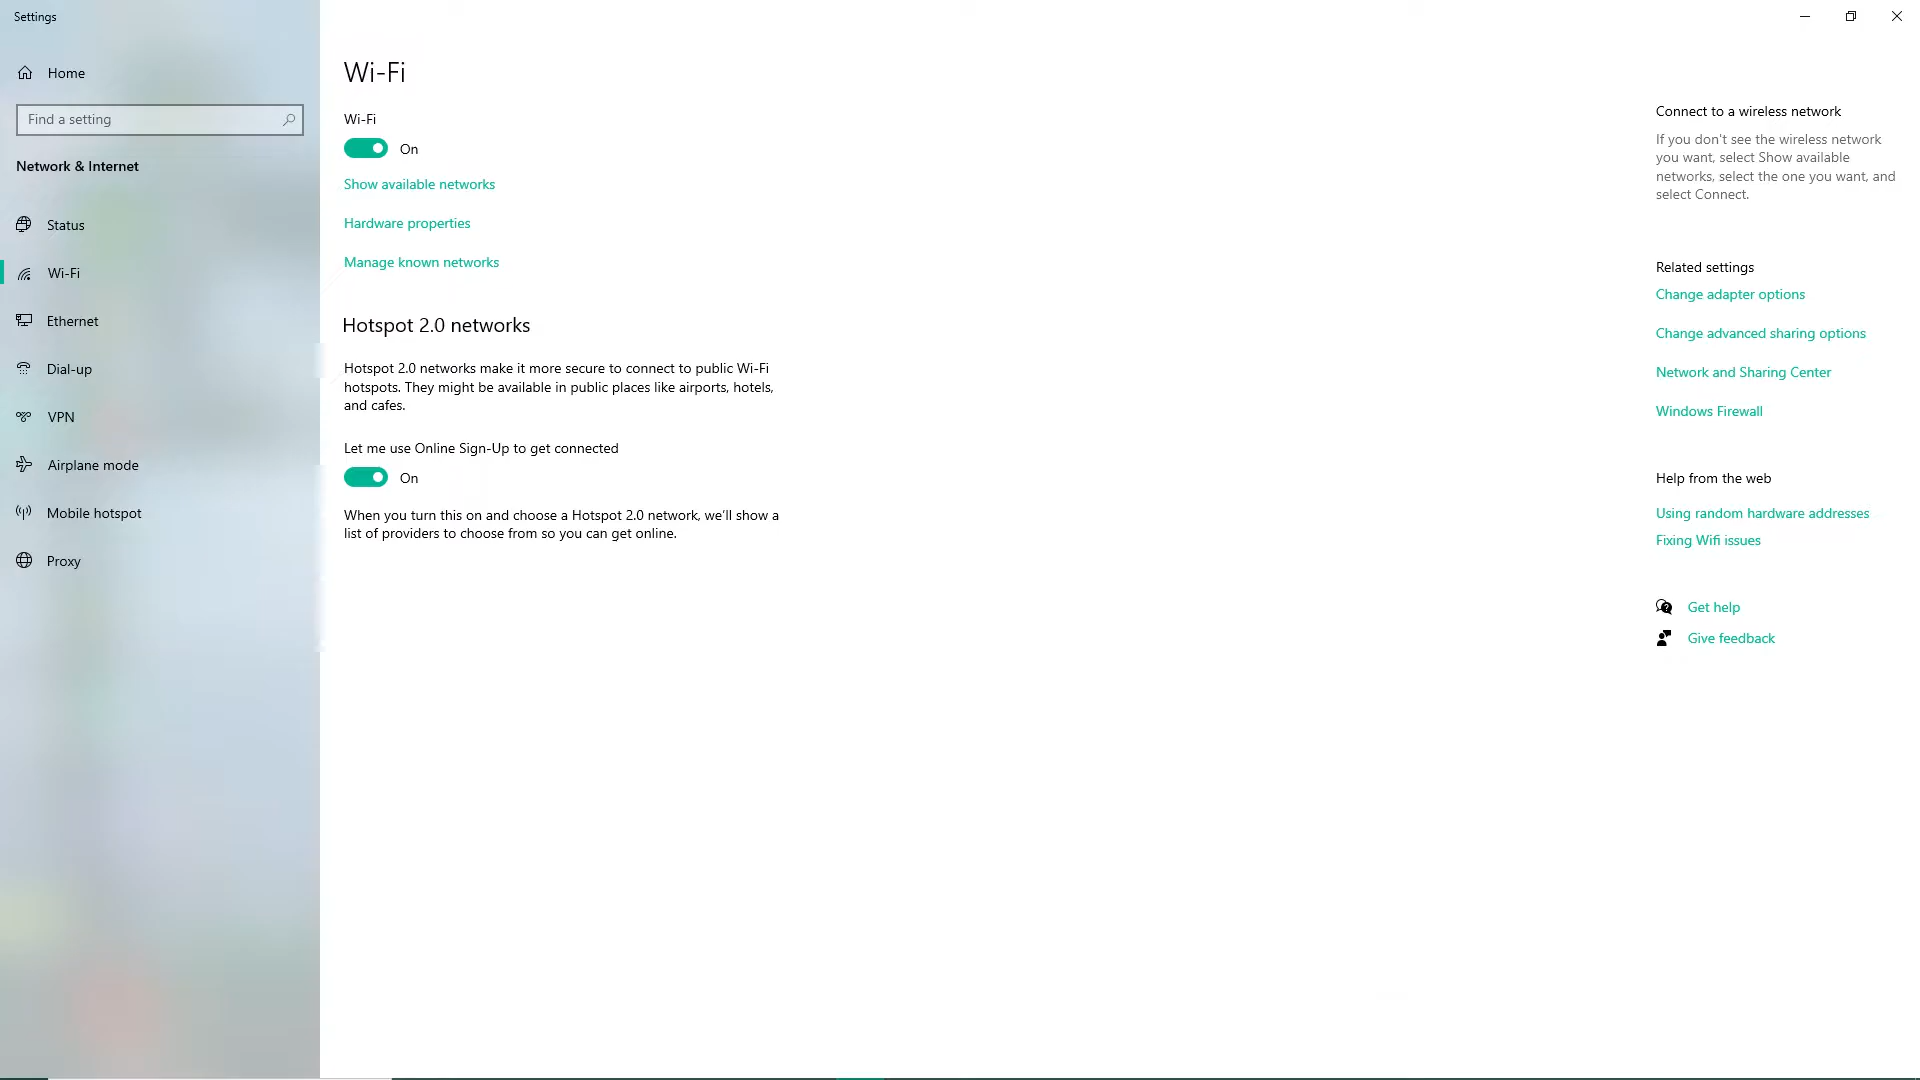 Settings
Home
Find a setting
Network & Internet
Status
Wi-Fi
Ethernet
Dial-up
VPN
Airplane mode
Mobile hotspot
Proxy
Wi-Fi
Wi-Fi
On
Show available networks
Hardware properties
Manage known networks
Hotspot 2.0 networks
Hotspot 2.0 networks make it more secure to connect to public Wi-Fi
hotspots. They might be available in public places like airports, hotels,
and cafes.
Let me use Online Sign-Up to get connected
On
When you turn this on and choose a Hotspot 2.0 network, we’ll show a
list of providers to choose from so you can get online.
Connect to a wireless network
If you don't see the wireless network
you want, select Show available
networks, select the one you want, and
select Connect.
Related settings
Change adapter options
Change advanced sharing options
Network and Sharing Center
Windows Firewall
Help from the web
Using random hardware addresses
Fixing Wifi issues
Get help
Give feedback